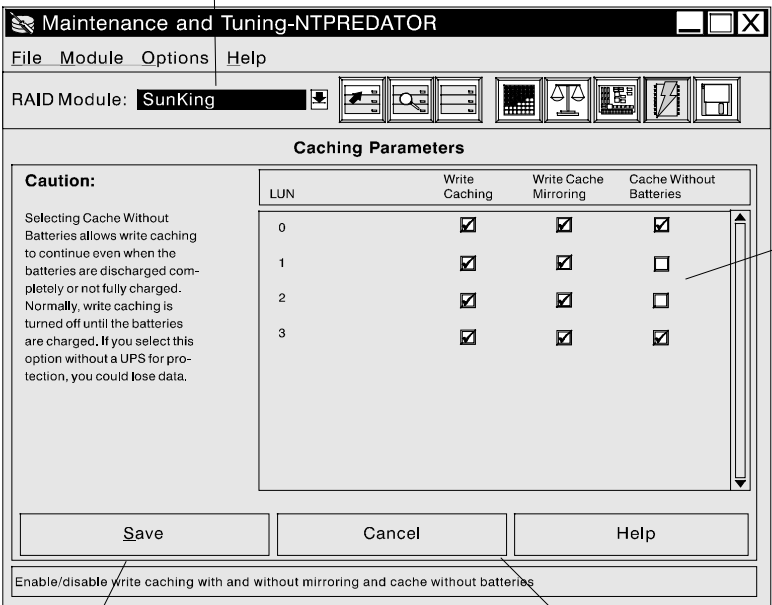 Maintenance and Tuning-NTPREDATOR
File Module Options Help
RAID Module: SunKing
Caching Parameters
Caution:
Selecting Cache Without
Batteries allows write caching
to continue even when the
batteries are discharged com-
pletely or not fully charged.
Normally, write caching is
turned off until the batteries
are charged. If you select this
option without a UPS for pro-
tection, you could lose data.
LUN
Write
Caching
Write Cache
Mirroring
Cache Without
Batteries
0
1
2
3
Save Cancel Help
Enable/disable write caching with and without mirroring and cache without batteries